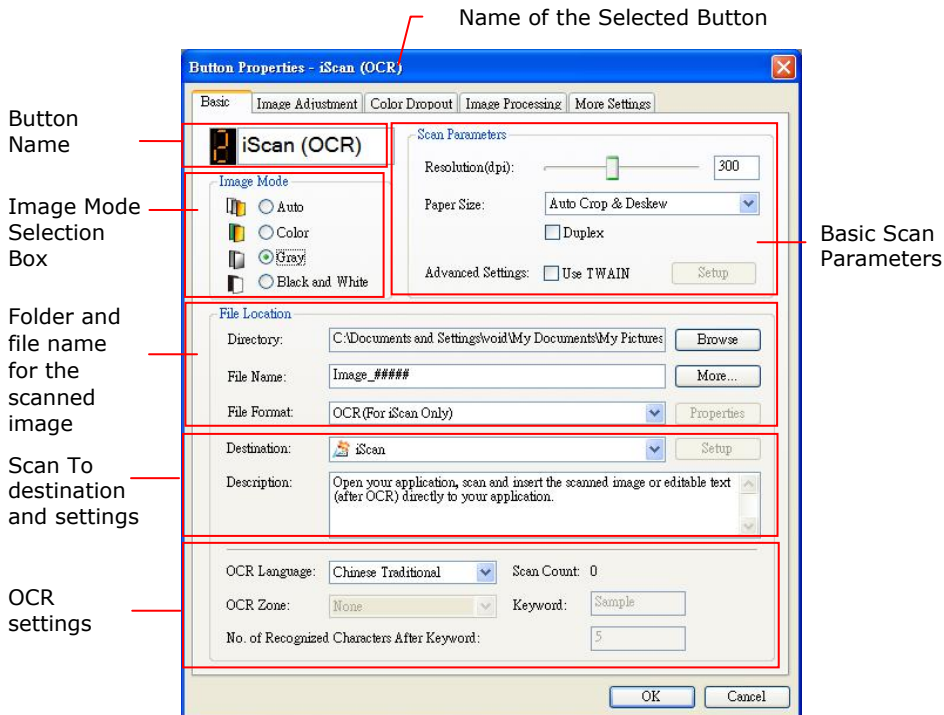 Name of the Selected Button
Button Properties - iScan (OCR)
Basic Image Adjustment Color Dropout Image Processing More Settings
Button
Name
2 iScan (OCR)
Image Mode
Auto
Color
Gray
Black and White
Image Mode
Selection
Box
Scan Parameters
Resolution(dpi): 300
Paper Size: Auto Crop & Deskew
Duplex
Advanced Settings: Use TWAIN Setup
Basic Scan
Parameters
Folder and
file name
for the
scanned
image
File Location
Directory: C:\Documents and Settings\void\My Documents\My Pictures Browse
File Name: Image_##### More...
File Format: OCR(For iScan Only) Properties
Scan To
destination
and settings
Destination: iScan Setup
Description: Open your application, scan and insert the scanned image or editable text
(after OCR) directly to your application.
OCR
settings
OCR Language: Chinese Traditional Scan Count: 0
OCR Zone: None Keyword: Sample
No. of Recognized Characters After Keyword: 5
OK Cancel